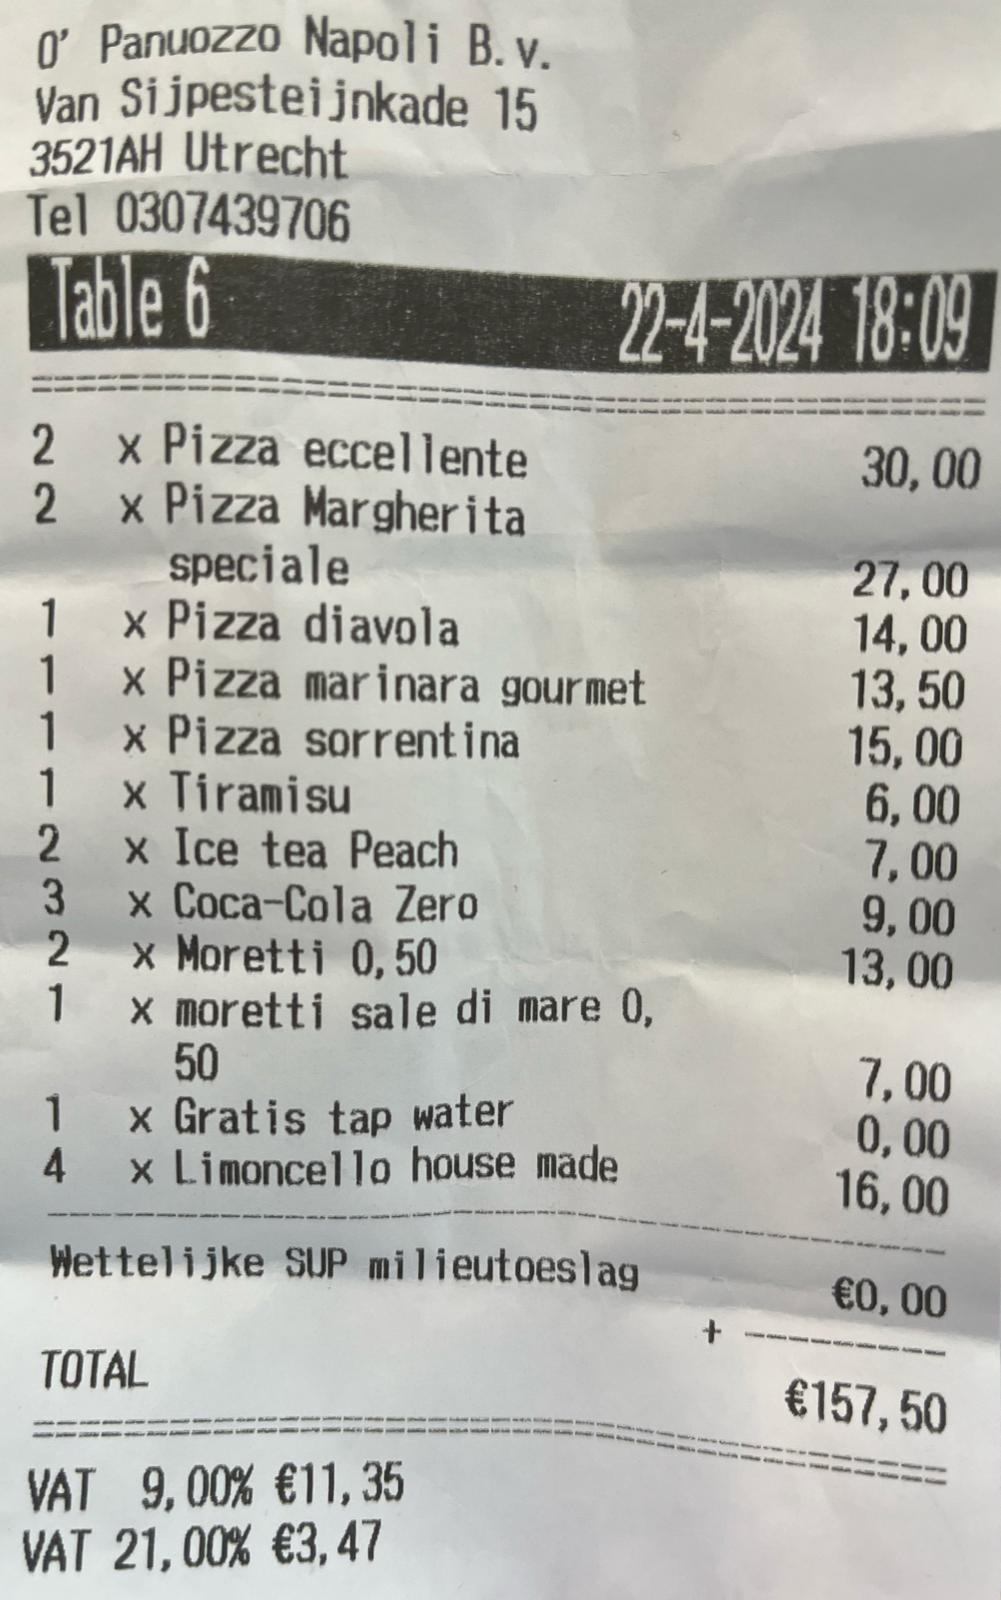 O' Panuozzo Napoli B.v.
Van Sijpesteijnkade 15
3521AH Utrecht
Tel 0307439706
Table 6 22-4-2024 18:09
2 x Pizza eccellente 30,00
2 x Pizza Margherita
speciale 27,00
1 x Pizza diavola 14,00
1 x Pizza marinara gourmet 13,50
1 x Pizza sorrentina 15,00
1 x Tiramisu 6,00
2 x Ice tea Peach 7,00
3 x Coca-Cola Zero 9,00
2 x Moretti 0,50 13,00
1 x moretti sale di mare 0,
50 7,00
1 x Gratis tap water 0,00
4 x Limoncello house made 16,00
Wettelijke SUP milieutoeslag €0,00
+
TOTAL €157,50
VAT 9,00% €11,35
VAT 21,00% €3,47